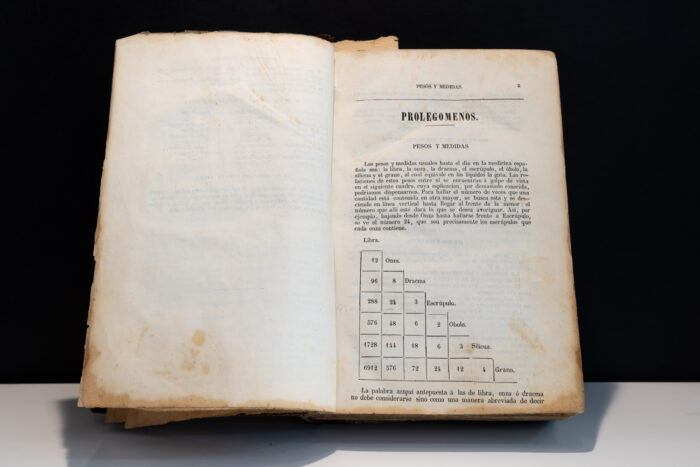 PESOS Y MEDIDAS.
PROLEGOMENOS.
PESOS Y MEDIDAS
Los pesos y medidas usuales hasta el dia en la medicina espa-
ñola son: la libra, la onza, la dracma, el escrúpulo, el óbolo, la
silicua y el grano, al cual equivale en los líquidos la gota. Las re-
laciones de estos pesos entre sí se encuentran á golpe de vista
en el siguiente cuadro, cuya esplicacion, por demasiado conocida,
podríamos dispensarnos. Para hallar el número de veces que una
cantidad está contenida en otra mayor, se busca esta y se des-
ciende en línea vertical hasta llegar al frente de la menor: el
número que allí esté dará lo que se desea averiguar. Así, por
ejemplo, bajando desde Onza hasta hallarse frente á Escrúpulo,
se ve el número 24, que son precisamente los escrúpulos que
cada onza contiene.
Libra.
12 Onza.
96 8 Dracma
288 24 3 Escrúpulo.
576 48 6 2 Obolo.
1728 144 18 6 3 Silicua.
6912 576 72 24 12 4 Grano.
La palabra antepuesta á las de libra, onza ó dracma
no debe considerarse sino como una manera abreviada de decir